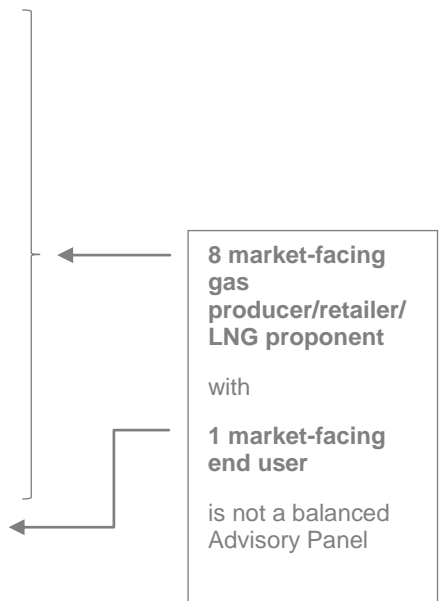 8 market-facing
gas
producer/retailer/
LNG proponent
with
1 market-facing
end user
is not a balanced
Advisory Panel